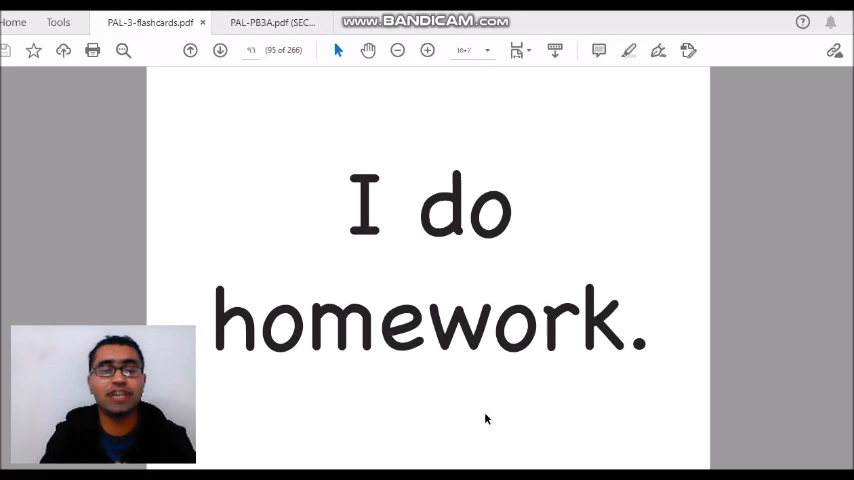 www.BANDICAM.com
Home Tools PAL-3-flashcards.pdf × PAL-PB3A.pdf (SEC...
(95 of 266)
I do
homework.